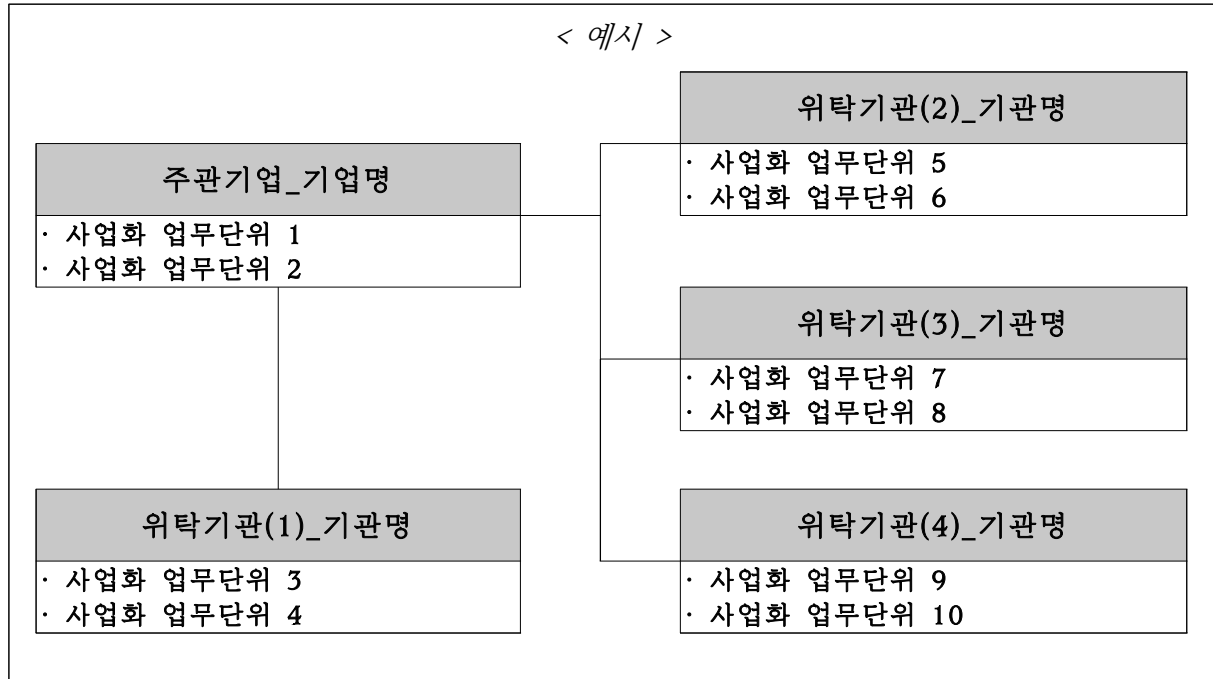 < 예시 >
주관기업_기업명
· 사업화 업무단위 1
· 사업화 업무단위 2
위탁기관(1)_기관명
· 사업화 업무단위 3
· 사업화 업무단위 4
위탁기관(2)_기관명
· 사업화 업무단위 5
· 사업화 업무단위 6
위탁기관(3)_기관명
· 사업화 업무단위 7
· 사업화 업무단위 8
위탁기관(4)_기관명
· 사업화 업무단위 9
· 사업화 업무단위 10